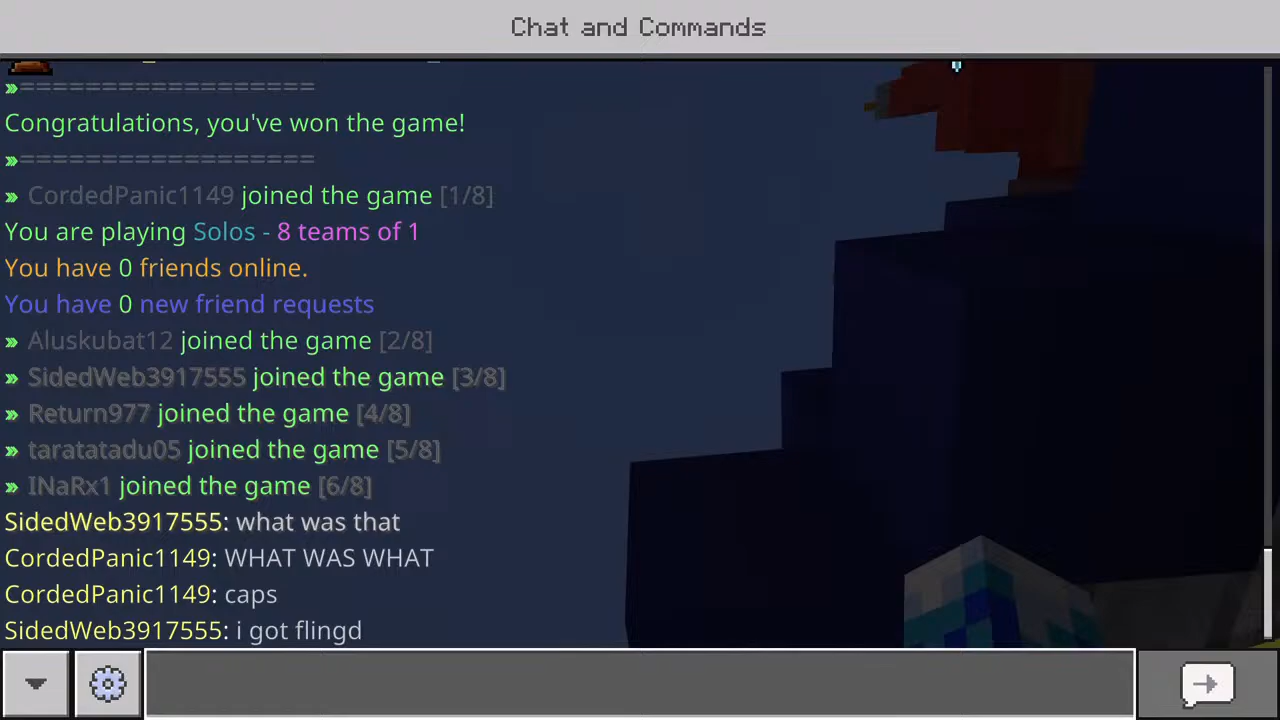 Chat and Commands
»==================
Congratulations, you've won the game!
»==================
» CordedPanic1149 joined the game [1/8]
You are playing Solos - 8 teams of 1
You have 0 friends online.
You have 0 new friend requests
» Aluskubat12 joined the game [2/8]
» SidedWeb3917555 joined the game [3/8]
» Return977 joined the game [4/8]
» taratatadu05 joined the game [5/8]
» INaRx1 joined the game [6/8]
SidedWeb3917555: what was that
CordedPanic1149: WHAT WAS WHAT
CordedPanic1149: caps
SidedWeb3917555: i got flingd